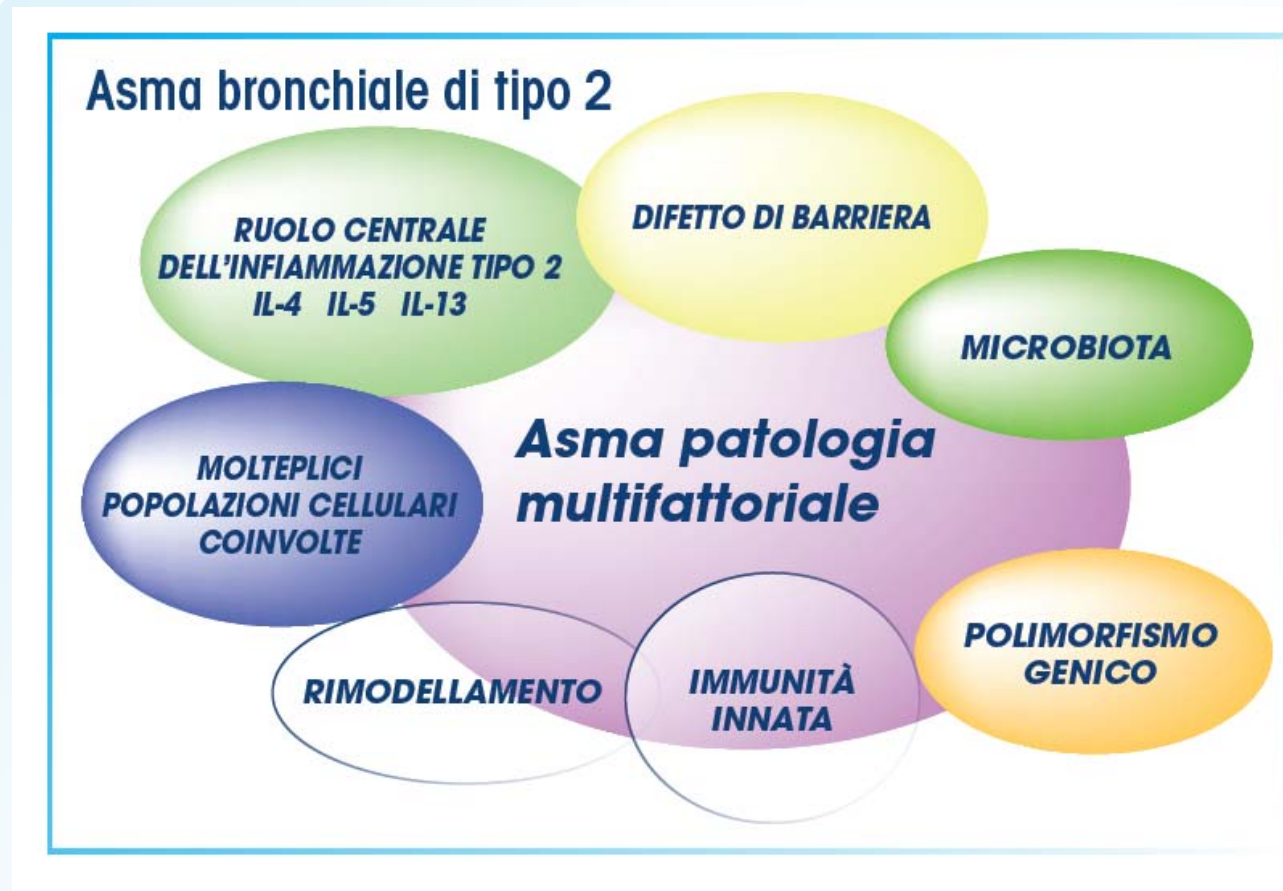 Asma bronchiale di tipo 2
RUOLO CENTRALE
DELL'INFIAMMAZIONE TIPO 2
IL-4 IL-5 IL-13
DIFETTO DI BARRIERA
MICROBIOTA
Asma patologia
multifattoriale
MOLTEPLICI
POPOLAZIONI CELLULARI
COINVOLTE
POLIMORFISMO
GENICO
RIMODELLAMENTO
IMMUNITÀ
INNATA